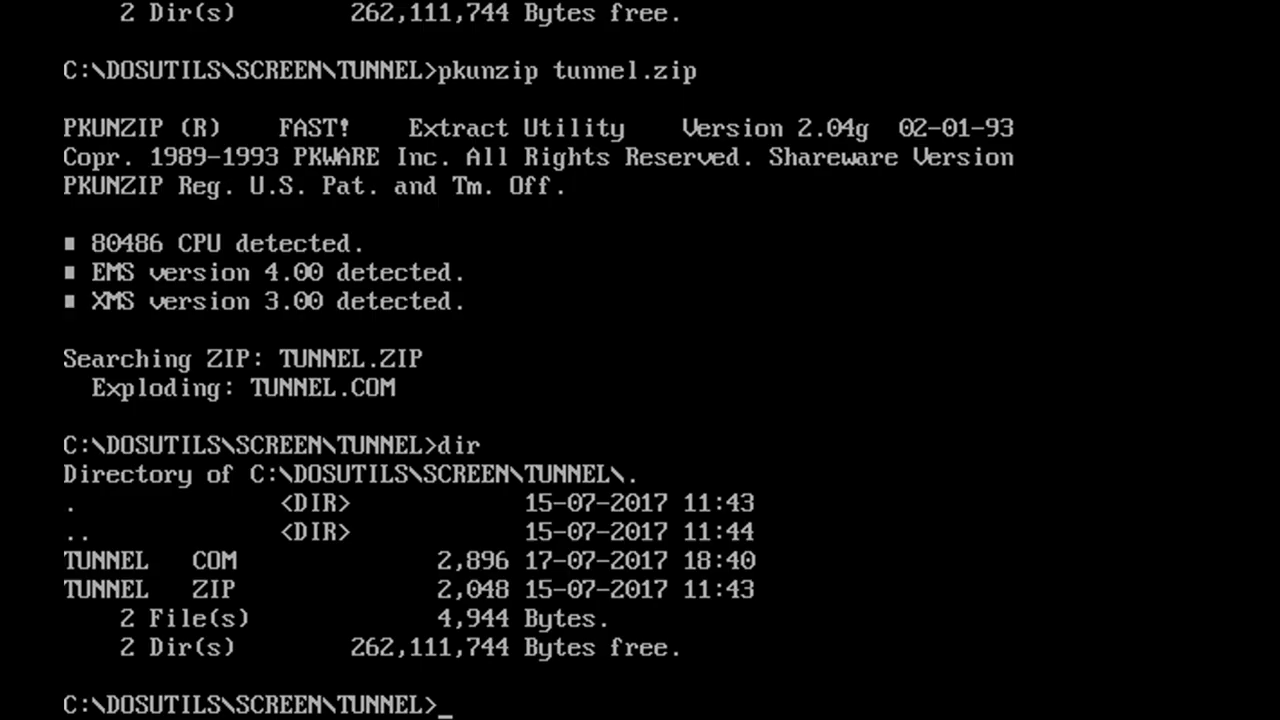 2 Dir(s) 262,111,744 Bytes free.
C:\DOSUTILS\SCREEN\TUNNEL>pkunzip tunnel.zip
PKUNZIP (R) FAST! Extract Utility Version 2.04g 02-01-93
Copr. 1989-1993 PKWARE Inc. All Rights Reserved. Shareware Version
PKUNZIP Reg. U.S. Pat. and Tm. Off.
■ 80486 CPU detected.
■ EMS version 4.00 detected.
■ XMS version 3.00 detected.
Searching ZIP: TUNNEL.ZIP
Exploding: TUNNEL.COM
C:\DOSUTILS\SCREEN\TUNNEL>dir
Directory of C:\DOSUTILS\SCREEN\TUNNEL\.
. <DIR> 15-07-2017 11:43
.. <DIR> 15-07-2017 11:44
TUNNEL COM 2,896 17-07-2017 18:40
TUNNEL ZIP 2,048 15-07-2017 11:43
2 File(s) 4,944 Bytes.
2 Dir(s) 262,111,744 Bytes free.
C:\DOSUTILS\SCREEN\TUNNEL>_